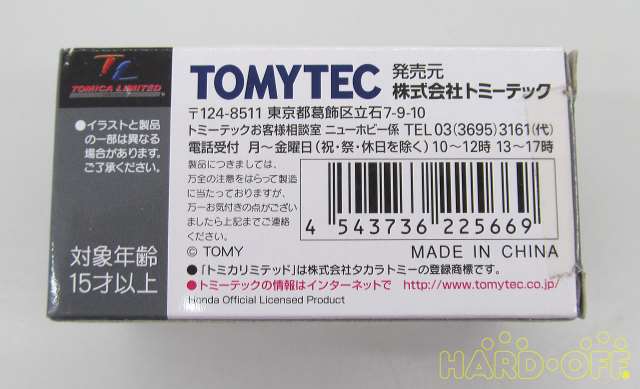 TL
TOMICA LIMITED
●イラストと製品
の一部は異なる
場合があります。
ご了承ください。
対象年齢
15才以上
TOMYTEC
発売元
株式会社トミーテック
〒124-8511 東京都葛飾区立石7-9-10
トミーテックお客様相談室 ニューホビー係 TEL 03(3695)3161(代)
電話受付 月〜金曜日(祝・祭・休日を除く) 10〜12時 13〜17時
製品につきましては、
万全の注意をはらって製造
に当たっておりますが、
万一お気付きの点がござい
ましたら上記までご連絡
ください。
4 543736 225669
© TOMY
MADE IN CHINA
●「トミカリミテッド」は株式会社タカラトミーの登録商標です。
●トミーテックの情報はインターネットで http://www.tomytec.co.jp/
Honda Official Licensed Product
HARD・OFF